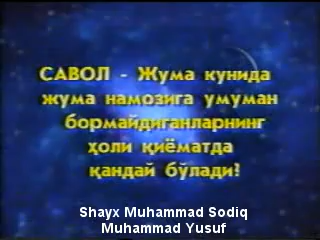 САВОЛ - Жума кунида
жума намозига умуман
бормайдиганларнинг
ҳоли қиёматда
қандай бўлади?
Shayx Muhammad Sodiq
Muhammad Yusuf